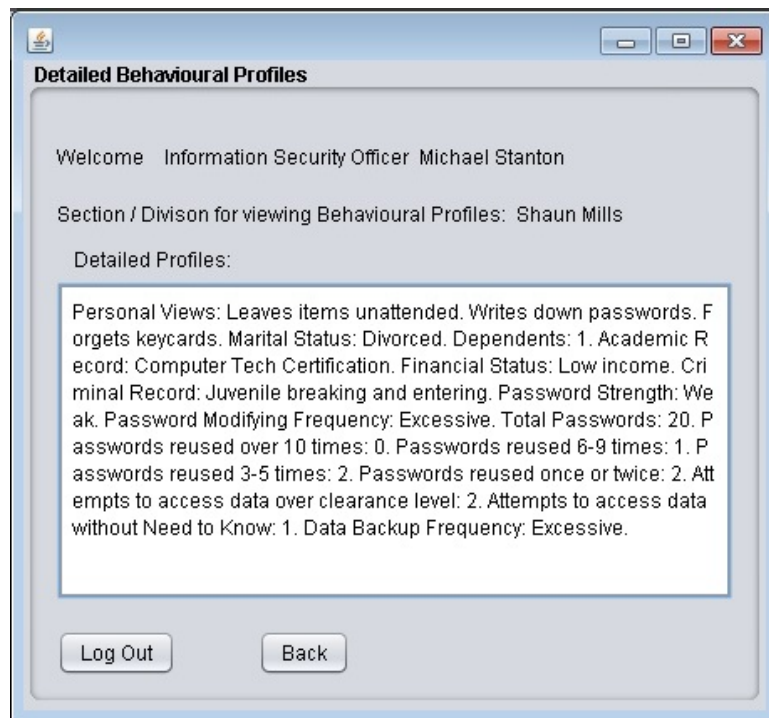 Detailed Behavioural Profiles
Welcome Information Security Officer Michael Stanton
Section / Divison for viewing Behavioural Profiles: Shaun Mills
Detailed Profiles:
Personal Views: Leaves items unattended. Writes down passwords. F
orgets keycards. Marital Status: Divorced. Dependents: 1. Academic R
ecord: Computer Tech Certification. Financial Status: Low income. Cri
minal Record: Juvenile breaking and entering. Password Strength: We
ak. Password Modifying Frequency: Excessive. Total Passwords: 20. P
asswords reused over 10 times: 0. Passwords reused 6-9 times: 1. P
asswords reused 3-5 times: 2. Passwords reused once or twice: 2. Att
empts to access data over clearance level: 2. Attempts to access data
without Need to Know: 1. Data Backup Frequency: Excessive.
Log Out Back